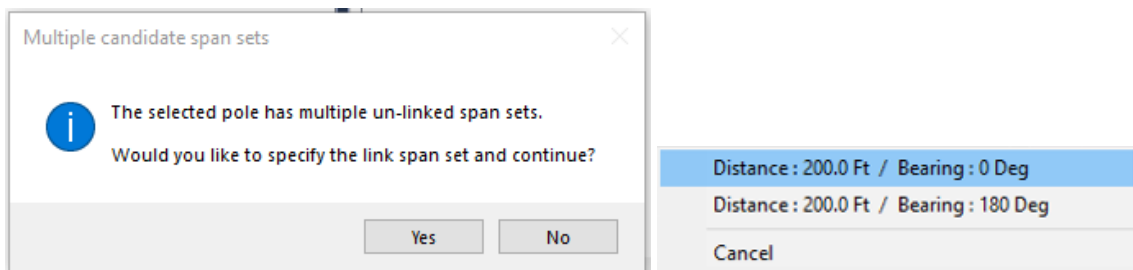 Multiple candidate span sets
The selected pole has multiple un-linked span sets.
Would you like to specify the link span set and continue?
Yes
No
Distance : 200.0 Ft / Bearing : 0 Deg
Distance : 200.0 Ft / Bearing : 180 Deg
Cancel